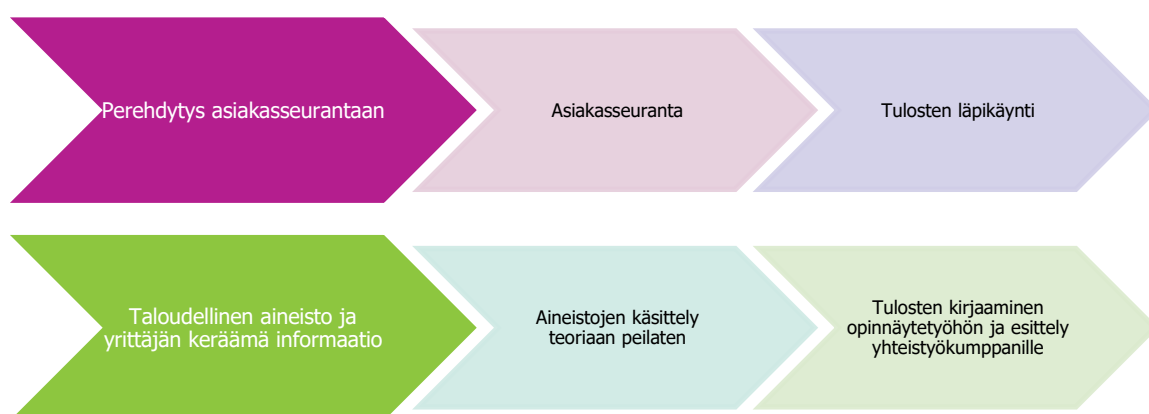 Perehdytys asiakasseurantaan
Asiakasseuranta
Tulosten läpikäynti
Taloudellinen aineisto ja
yrittäjän keräämä informaatio
Aineistojen käsittely
teoriaan peilaten
Tulosten kirjaaminen
opinnäytetyöhön ja esittely
yhteistyökumppanille